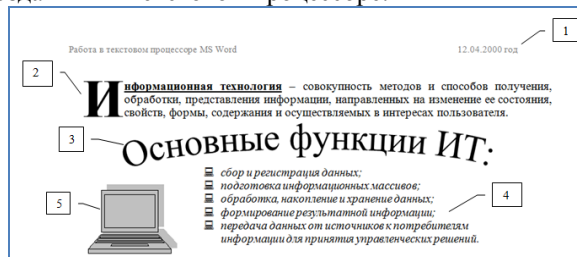 Работа в текстовом процессоре MS Word 12.04.2000 год
1
2
Информационная технология – совокупность методов и способов получения,
обработки, представления информации, направленных на изменение ее состояния,
свойств, формы, содержания и осуществляемых в интересах пользователя.
3
Основные функции ИТ:
сбор и регистрация данных;
подготовка информационных массивов;
обработка, накопление и хранение данных;
4
5
формирование результатной информации;
передача данных от источников к потребителям
информации для принятия управленческих решений.